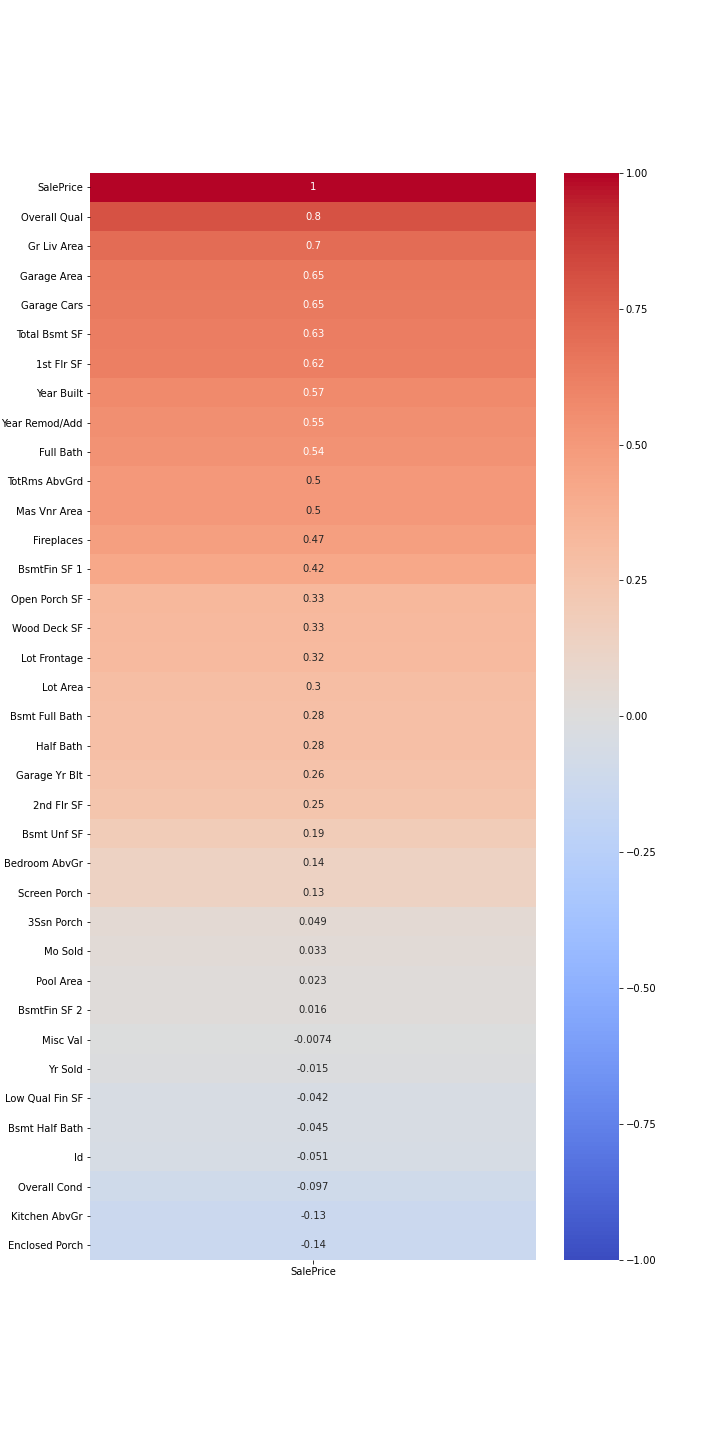 SalePrice 1
Overall Qual 0.8
Gr Liv Area 0.7
Garage Area 0.65
Garage Cars 0.65
Total Bsmt SF 0.63
1st Flr SF 0.62
Year Built 0.57
Year Remod/Add 0.55
Full Bath 0.54
TotRms AbvGrd 0.5
Mas Vnr Area 0.5
Fireplaces 0.47
BsmtFin SF 1 0.42
Open Porch SF 0.33
Wood Deck SF 0.33
Lot Frontage 0.32
Lot Area 0.3
Bsmt Full Bath 0.28
Half Bath 0.28
Garage Yr Blt 0.26
2nd Flr SF 0.25
Bsmt Unf SF 0.19
Bedroom AbvGr 0.14
Screen Porch 0.13
3Ssn Porch 0.049
Mo Sold 0.033
Pool Area 0.023
BsmtFin SF 2 0.016
Misc Val -0.0074
Yr Sold -0.015
Low Qual Fin SF -0.042
Bsmt Half Bath -0.045
Id -0.051
Overall Cond -0.097
Kitchen AbvGr -0.13
Enclosed Porch -0.14
SalePrice
1.00
0.75
0.50
0.25
0.00
−0.25
−0.50
−0.75
−1.00